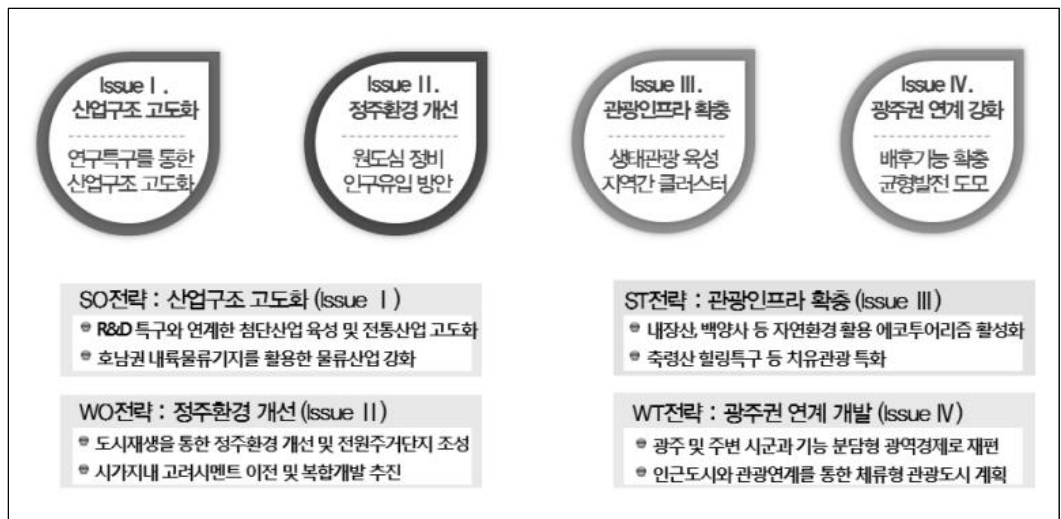 Issue Ⅰ.
산업구조 고도화
연구특구를 통한
산업구조 고도화
Issue Ⅱ.
정주환경 개선
원도심 정비
인구유입 방안
Issue Ⅲ.
관광인프라 확충
생태관광 육성
지역간 클러스터
Issue Ⅳ.
광주권 연계 강화
배후기능 확충
균형발전 도모
SO전략 : 산업구조 고도화 (Issue Ⅰ)
R&D 특구와 연계한 첨단산업 육성 및 전통산업 고도화
호남권 내륙물류기지를 활용한 물류산업 강화
ST전략 : 관광인프라 확충 (Issue Ⅲ)
내장산, 백양사 등 자연환경 활용 에코투어리즘 활성화
축령산 힐링특구 등 치유관광 특화
WO전략 : 정주환경 개선 (Issue Ⅱ)
도시재생을 통한 정주환경 개선 및 전원주거단지 조성
시가지내 고려시멘트 이전 및 복합개발 추진
WT전략 : 광주권 연계 개발 (Issue Ⅳ)
광주 및 주변 시군과 기능 분담형 광역경제로 재편
인근도시와 관광연계를 통한 체류형 관광도시 계획